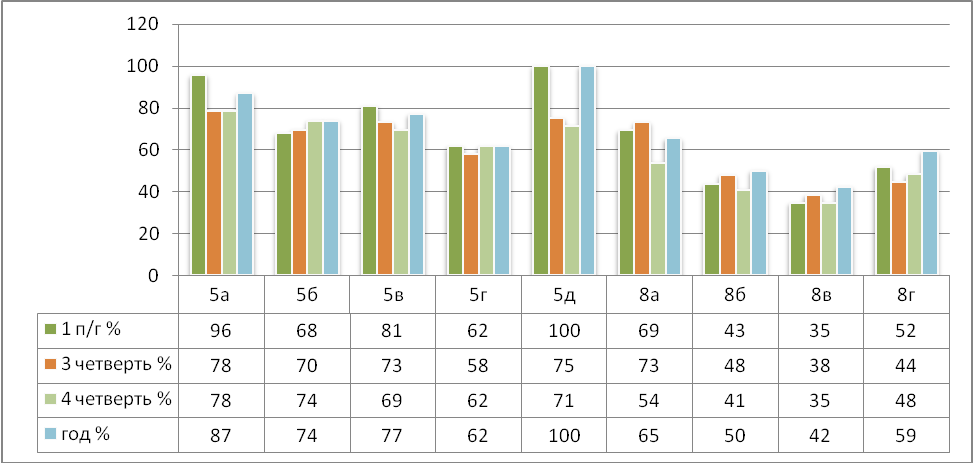 120
100
80
60
40
20
0
5а 5б 5в 5г 5д 8а 8б 8в 8г
1 п/г % 96 68 81 62 100 69 43 35 52
3 четверть % 78 70 73 58 75 73 48 38 44
4 четверть % 78 74 69 62 71 54 41 35 48
год % 87 74 77 62 100 65 50 42 59